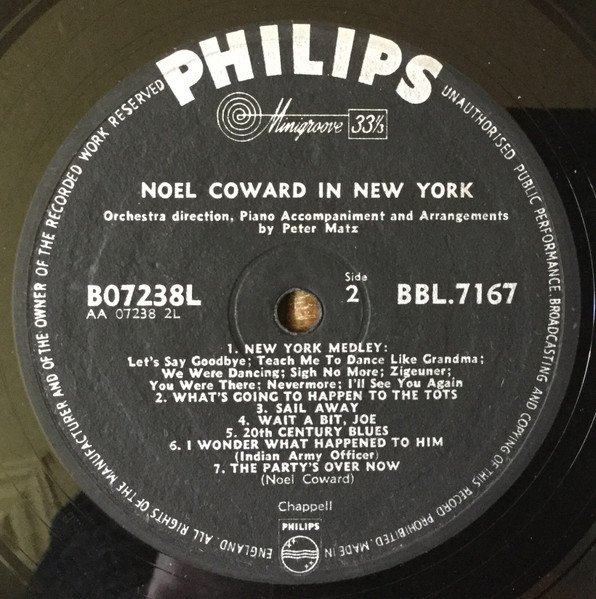 PHILIPS
Minigroove 33⅓
NOEL COWARD IN NEW YORK
Orchestra direction, Piano Accompaniment and Arrangements
by Peter Matz
B07238L
AA 07238 2L
Side
2
BBL.7167
1. NEW YORK MEDLEY:
Let's Say Goodbye; Teach Me To Dance Like Grandma;
We Were Dancing; Sigh No More; Zigeuner;
You Were There; Nevermore; I'll See You Again
2. WHAT'S GOING TO HAPPEN TO THE TOTS
3. SAIL AWAY
4. WAIT A BIT, JOE
5. 20th CENTURY BLUES
6. I WONDER WHAT HAPPENED TO HIM
(Indian Army Officer)
7. THE PARTY'S OVER NOW
(Noel Coward)
Chappell
PHILIPS
ALL RIGHTS OF THE MANUFACTURER AND OF THE OWNER OF THE RECORDED WORK RESERVED
UNAUTHORISED PUBLIC PERFORMANCE BROADCASTING AND COPYING OF THIS RECORD PROHIBITED. MADE IN ENGLAND.